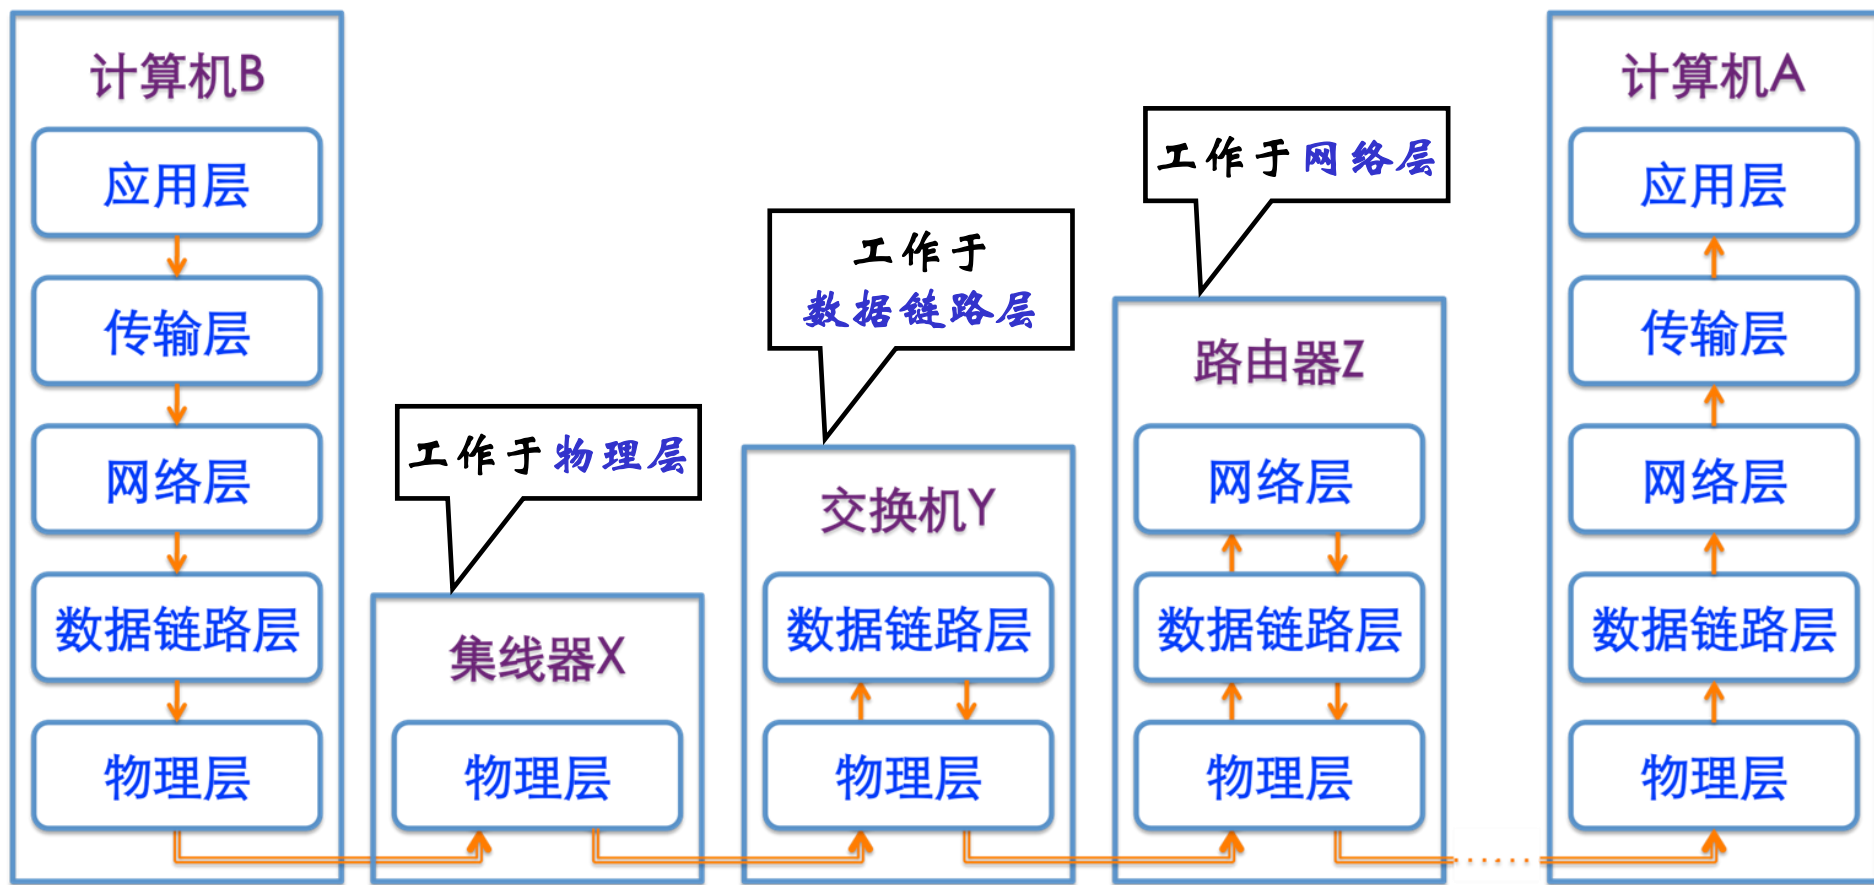 计算机B
应用层
传输层
网络层
数据链路层
物理层
工作于物理层
集线器X
物理层
工作于
数据链路层
交换机Y
数据链路层
物理层
工作于网络层
路由器Z
网络层
数据链路层
物理层
计算机A
应用层
传输层
网络层
数据链路层
物理层